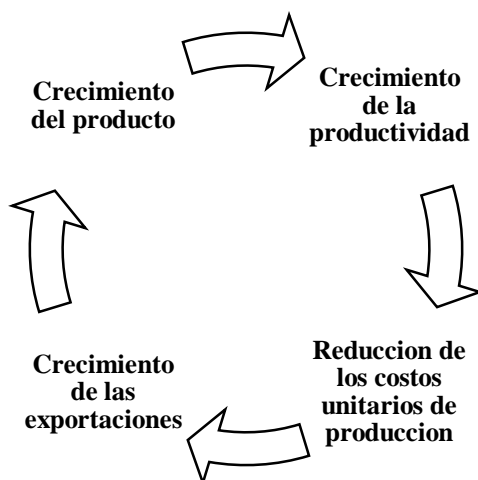 Crecimiento
del producto
Crecimiento
de la
productividad
Reduccion de
los costos
unitarios de
produccion
Crecimiento
de las
exportaciones